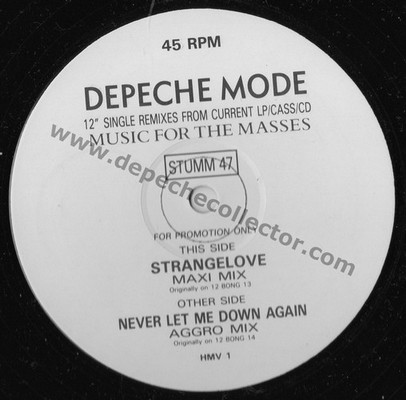 45 RPM
DEPECHE MODE
12" SINGLE REMIXES FROM CURRENT LP/CASS/CD
MUSIC FOR THE MASSES
STUMM 47
www.depechecollector.com
FOR PROMOTION ONLY
THIS SIDE
STRANGELOVE
MAXI MIX
Originally on 12 BONG 13
OTHER SIDE
NEVER LET ME DOWN AGAIN
AGGRO MIX
Originally on 12 BONG 14
HMV 1